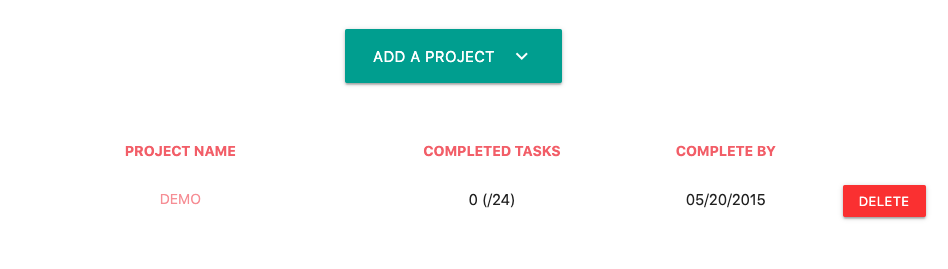 ADD A PROJECT
PROJECT NAME COMPLETED TASKS COMPLETE BY
DEMO 0 (/24) 05/20/2015 DELETE